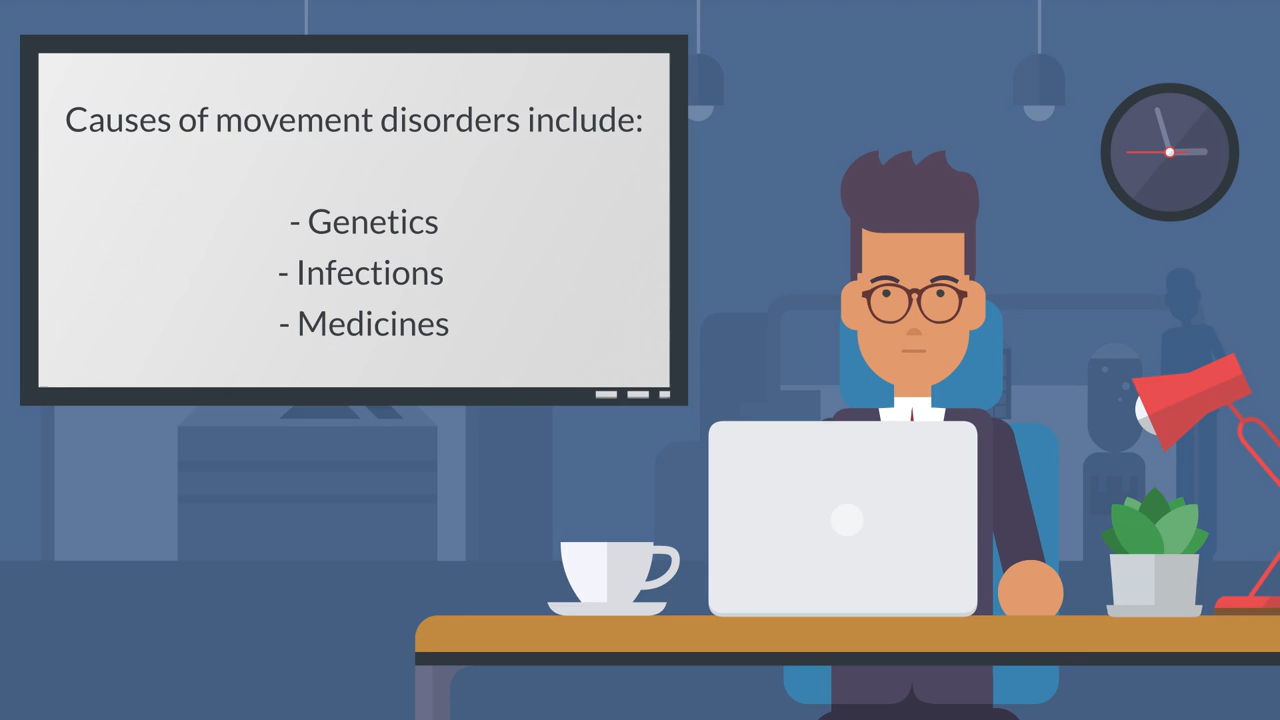 Causes of movement disorders include:
- Genetics
- Infections
- Medicines